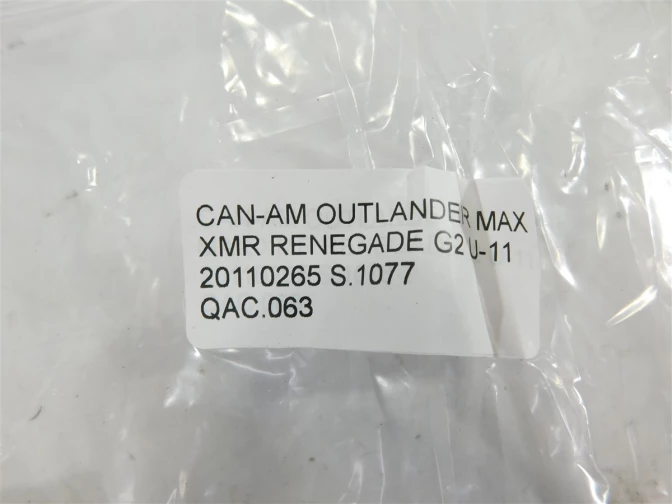 CAN-AM OUTLANDER MAX
XMR RENEGADE G2 U-11
20110265 S.1077
QAC.063